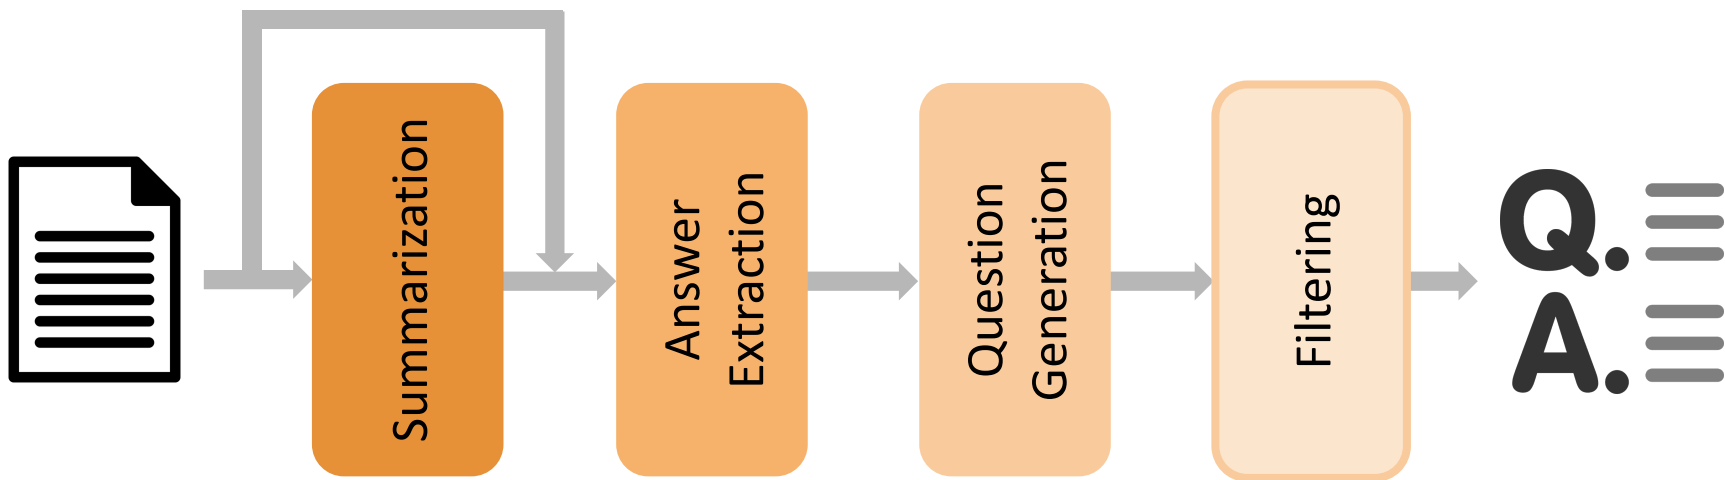 Summarization
Answer
Extraction
Question
Generation
Filtering
Q.
A.